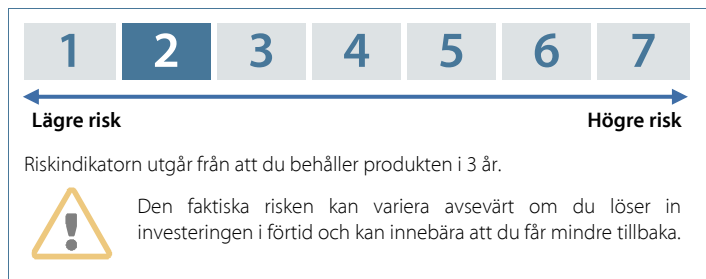 1 2 3 4 5 6 7
Lägre risk Högre risk
Riskindikatorn utgår från att du behåller produkten i 3 år.
Den faktiska risken kan variera avsevärt om du löser in
investeringen i förtid och kan innebära att du får mindre tillbaka.